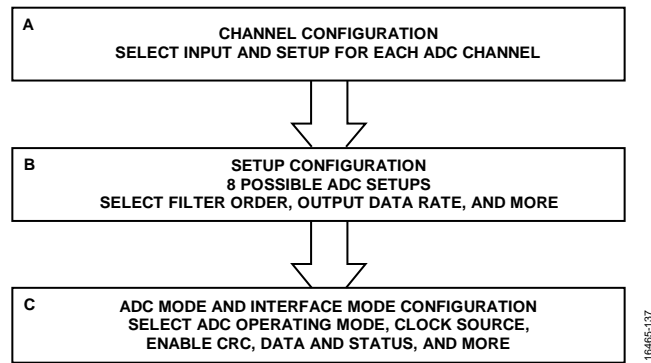 A
CHANNEL CONFIGURATION
SELECT INPUT AND SETUP FOR EACH ADC CHANNEL
B
SETUP CONFIGURATION
8 POSSIBLE ADC SETUPS
SELECT FILTER ORDER, OUTPUT DATA RATE, AND MORE
C
ADC MODE AND INTERFACE MODE CONFIGURATION
SELECT ADC OPERATING MODE, CLOCK SOURCE,
ENABLE CRC, DATA AND STATUS, AND MORE
16465-137